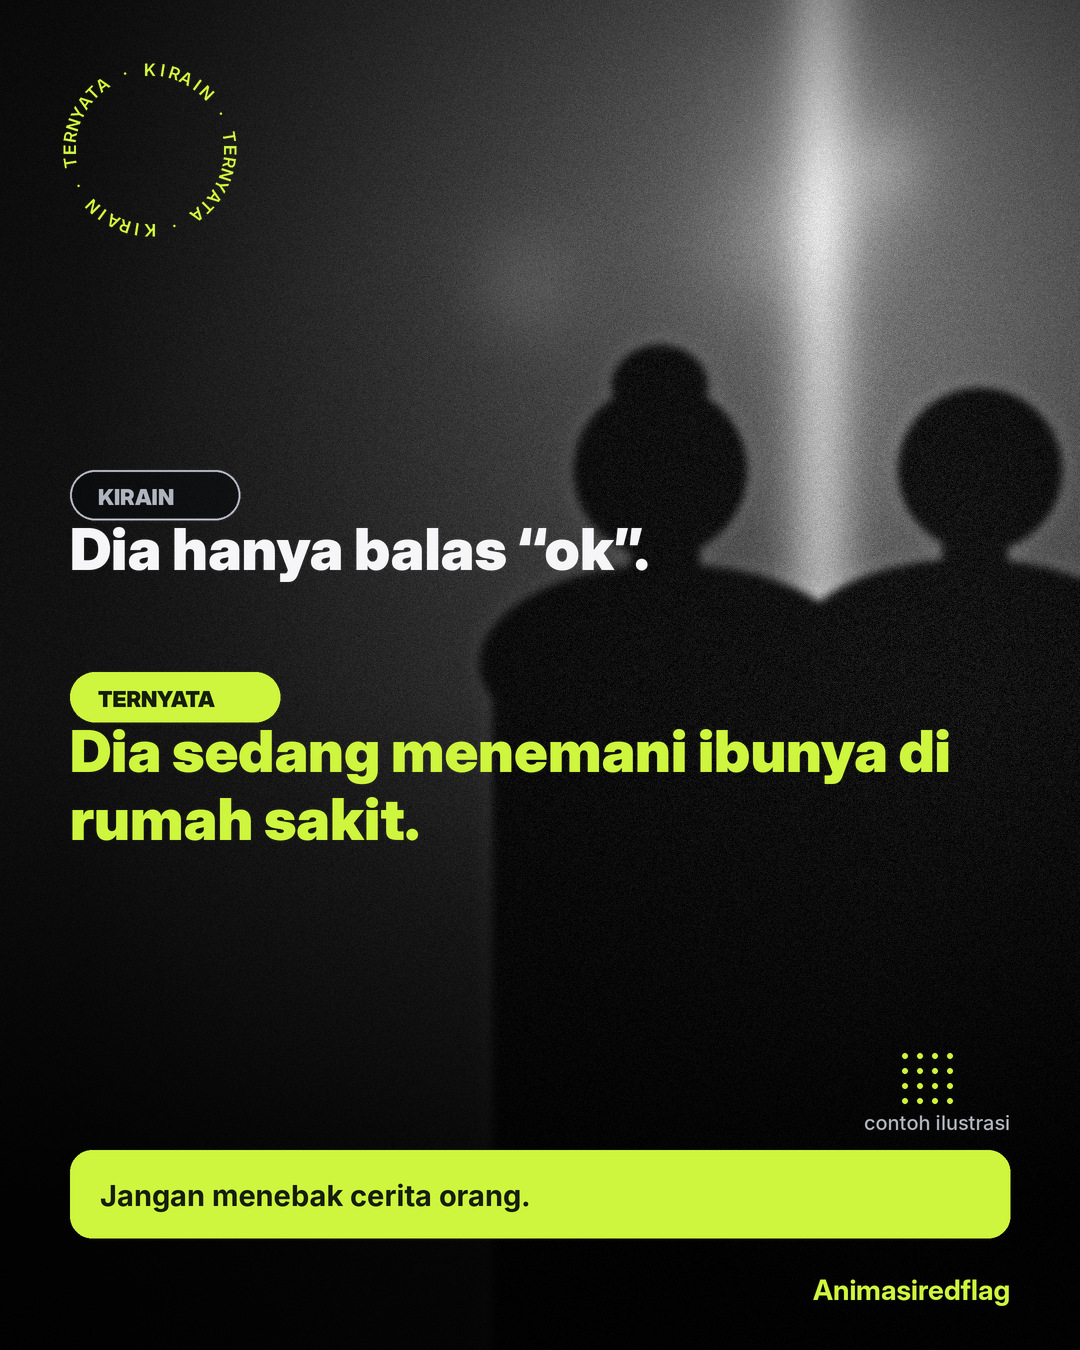 KIRAIN · TERNYATA · KIRAIN · TERNYATA ·
KIRAIN
Dia hanya balas “ok”.
TERNYATA
Dia sedang menemani ibunya di
rumah sakit.
contoh ilustrasi
Jangan menebak cerita orang.
Animasiredflag